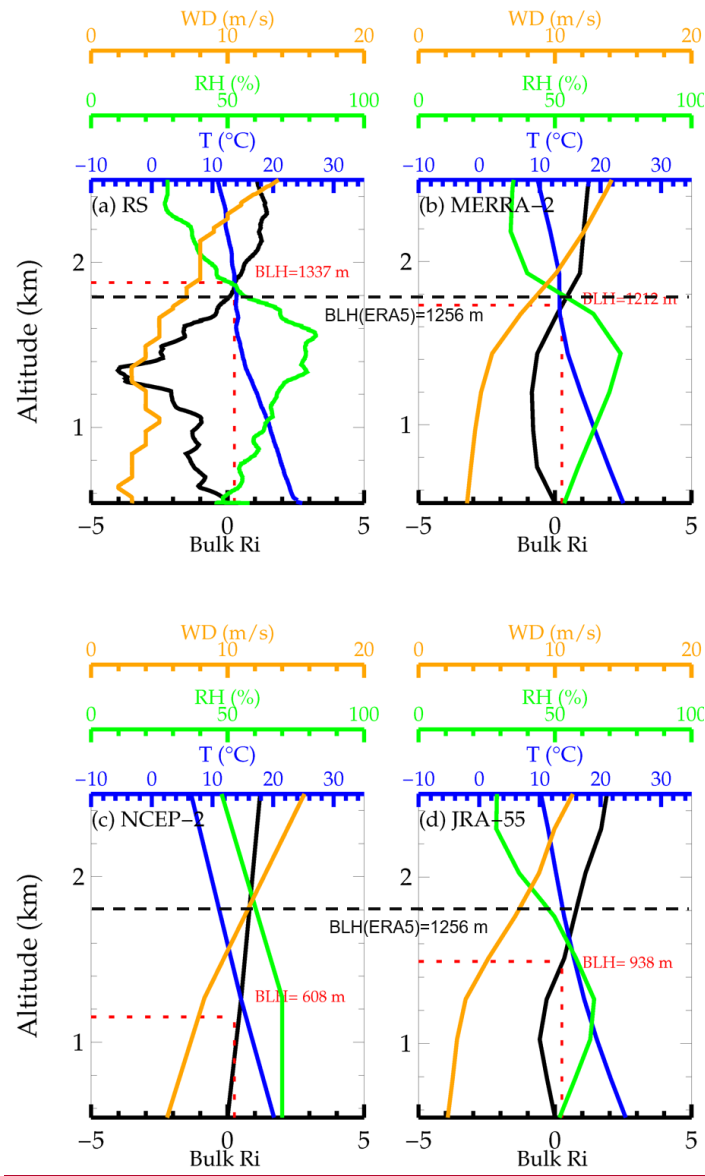 WD (m/s) WD (m/s)
0 10 20 0 10 20
RH (%) RH (%)
0 50 100 0 50 100
T (°C) T (°C)
−10 0 10 20 30 −10 0 10 20 30
(a) RS (b) MERRA−2
2 2
BLH=1337 m BLH=1212 m
BLH(ERA5)=1256 m
Altitude (km)
1 1
−5 0 5 −5 0 5
Bulk Ri Bulk Ri
WD (m/s) WD (m/s)
0 10 20 0 10 20
RH (%) RH (%)
0 50 100 0 50 100
T (°C) T (°C)
−10 0 10 20 30 −10 0 10 20 30
(c) NCEP−2 (d) JRA−55
2 2
BLH(ERA5)=1256 m
BLH= 608 m BLH= 938 m
Altitude (km)
1 1
−5 0 5 −5 0 5
Bulk Ri Bulk Ri